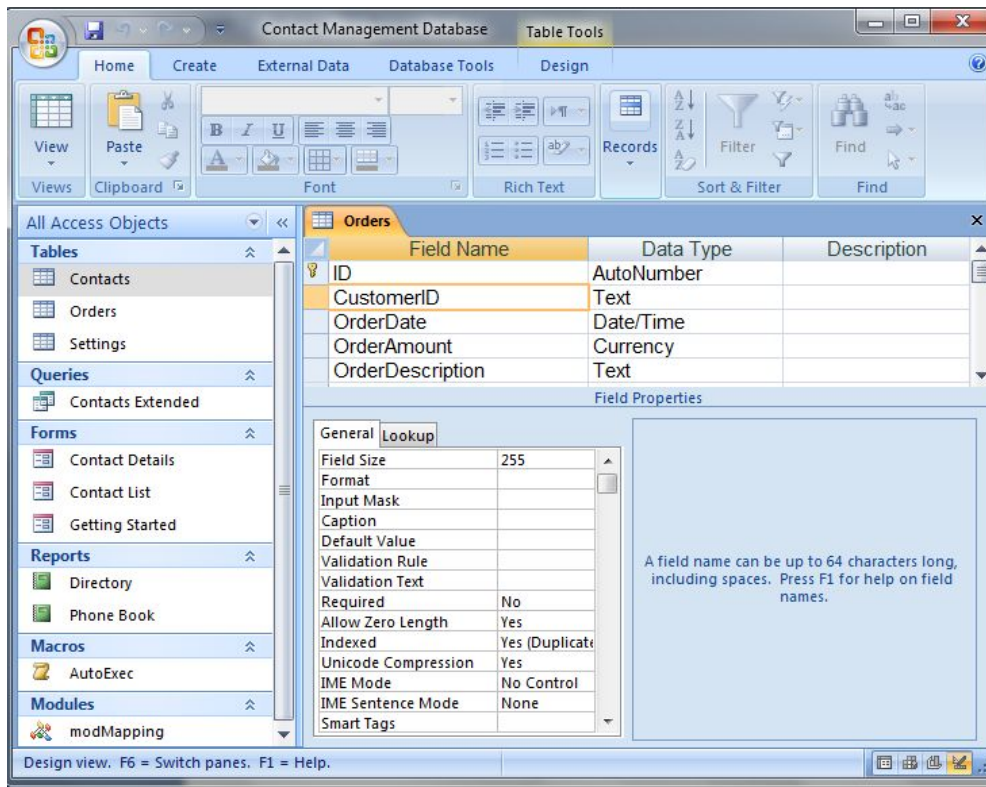 Contact Management Database
Table Tools
Home Create External Data Database Tools Design
View
Paste
B I U
A
ab
Records
Filter
Find
Views
Clipboard
Font
Rich Text
Sort & Filter
Find
All Access Objects
Tables
Contacts
Orders
Settings
Queries
Contacts Extended
Forms
Contact Details
Contact List
Getting Started
Reports
Directory
Phone Book
Macros
AutoExec
Modules
modMapping
Orders
Field Name Data Type Description
ID AutoNumber
CustomerID Text
OrderDate Date/Time
OrderAmount Currency
OrderDescription Text
Field Properties
General Lookup
Field Size 255
Format
Input Mask
Caption
Default Value
Validation Rule
Validation Text
Required No
Allow Zero Length Yes
Indexed Yes (Duplicate
Unicode Compression Yes
IME Mode No Control
IME Sentence Mode None
Smart Tags
A field name can be up to 64 characters long,
including spaces. Press F1 for help on field
names.
Design view. F6 = Switch panes. F1 = Help.